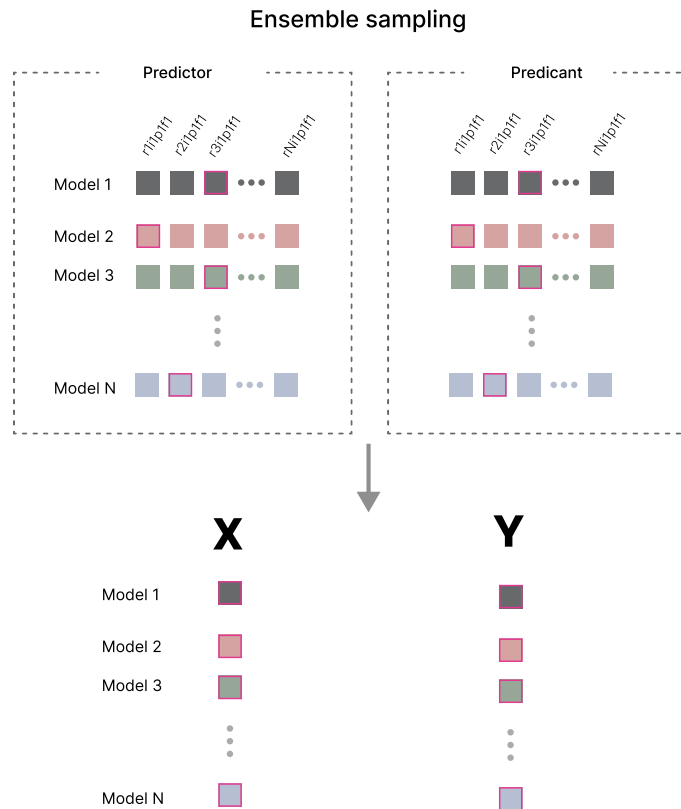 Ensemble sampling
Predictor
Predicant
r1i1p1f1
r2i1p1f1
r3i1p1f1
rNi1p1f1
r1i1p1f1
r2i1p1f1
r3i1p1f1
rNi1p1f1
Model 1
Model 2
Model 3
Model N
X
Y
Model 1
Model 2
Model 3
Model N